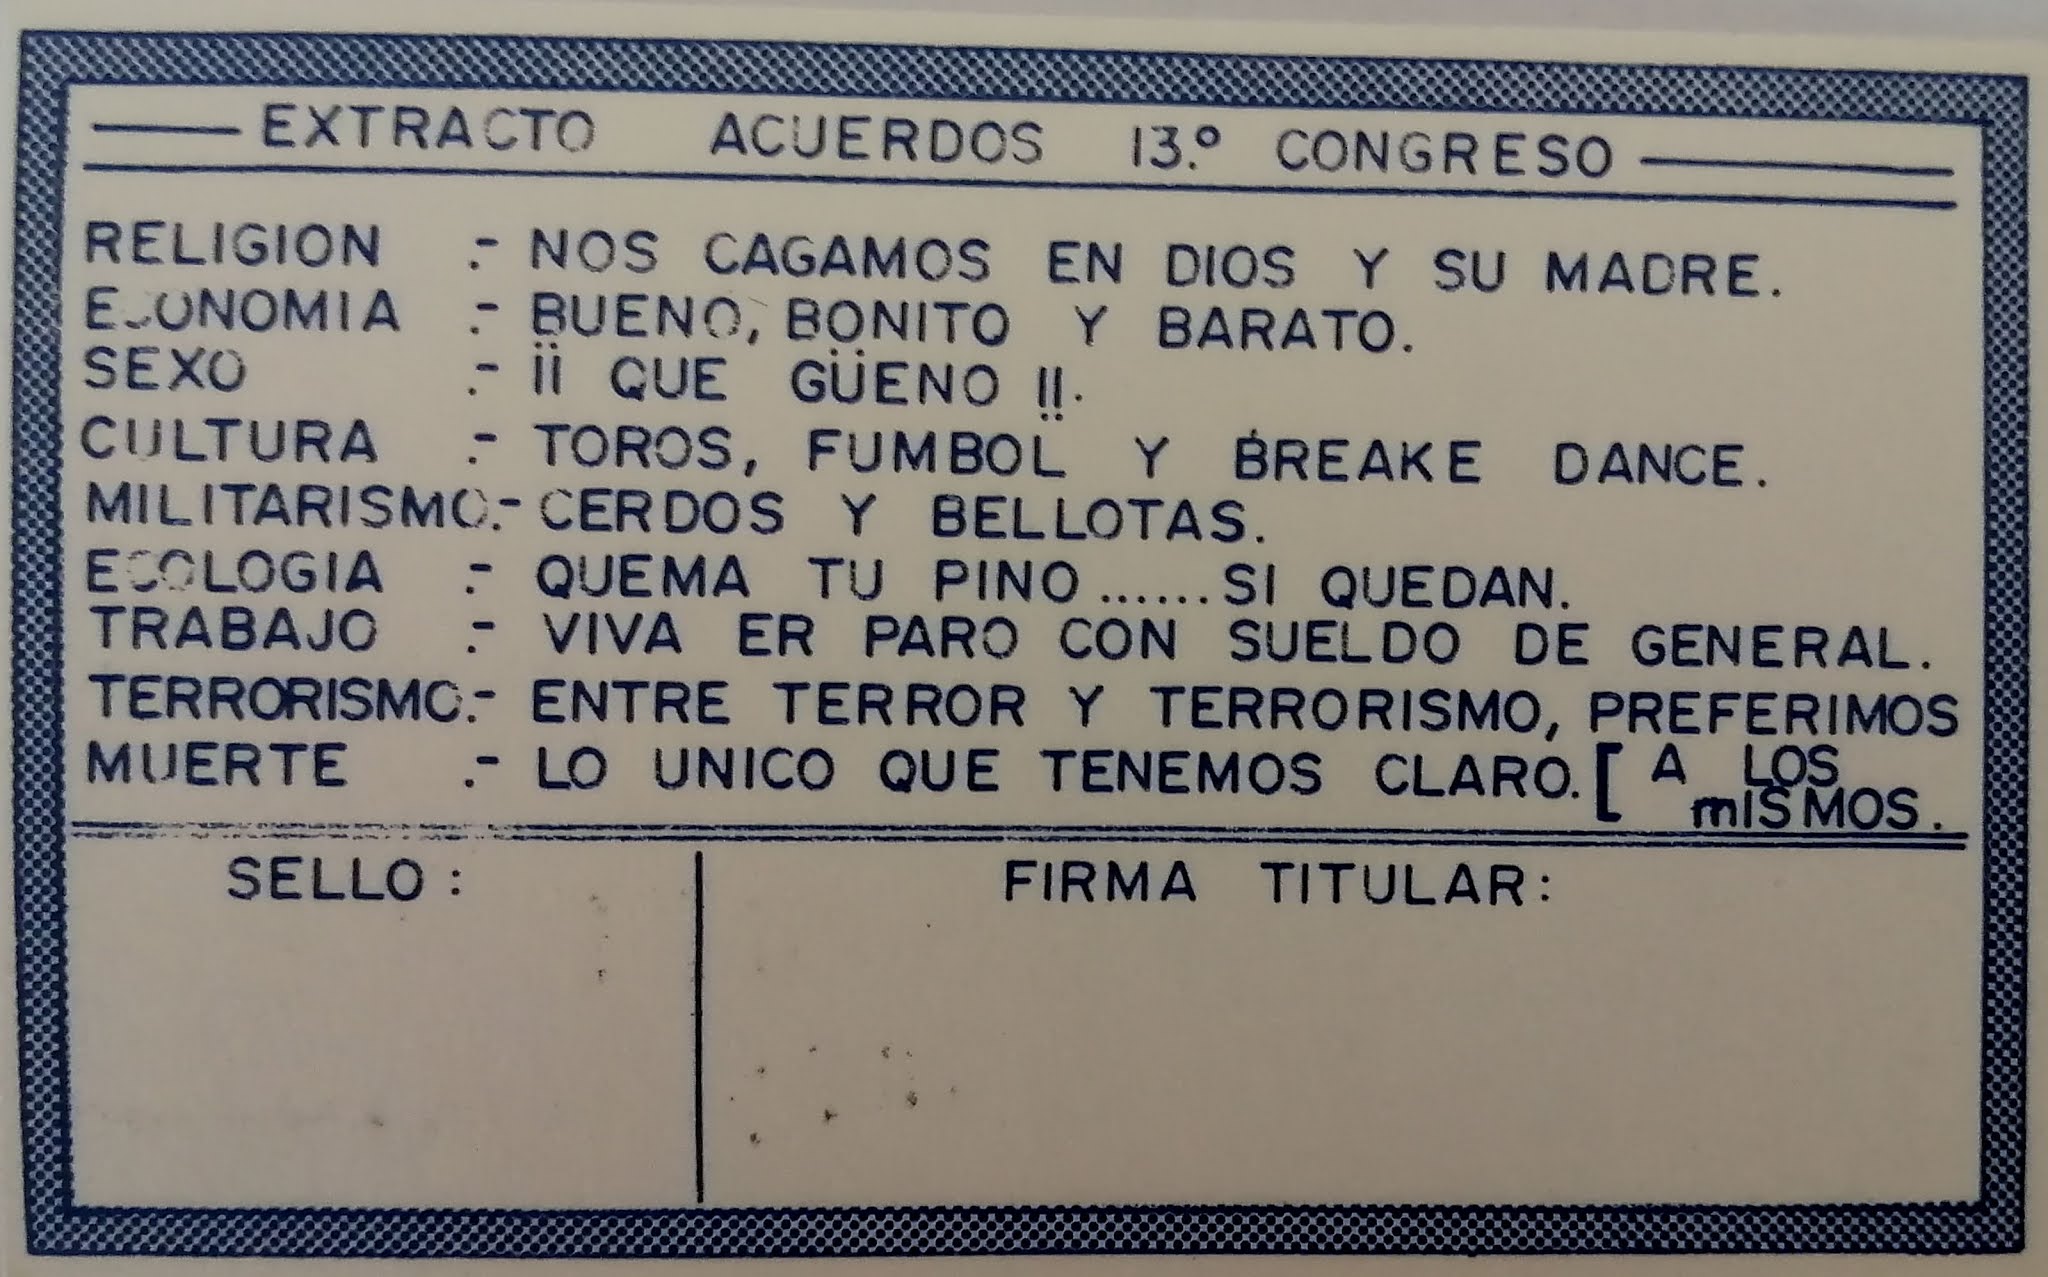 EXTRACTO ACUERDOS 13.º CONGRESO
RELIGION .- NOS CAGAMOS EN DIOS Y SU MADRE.
ECONOMIA .- BUENO, BONITO Y BARATO.
SEXO .- ¡¡ QUE GÜENO !!.
CULTURA .- TOROS, FUMBOL Y BREAKE DANCE.
MILITARISMO.- CERDOS Y BELLOTAS.
ECOLOGIA .- QUEMA TU PINO ...... SI QUEDAN.
TRABAJO .- VIVA ER PARO CON SUELDO DE GENERAL.
TERRORISMO.- ENTRE TERROR Y TERRORISMO, PREFERIMOS
MUERTE .- LO UNICO QUE TENEMOS CLARO. [ A LOS
mISMOS.
SELLO : FIRMA TITULAR: